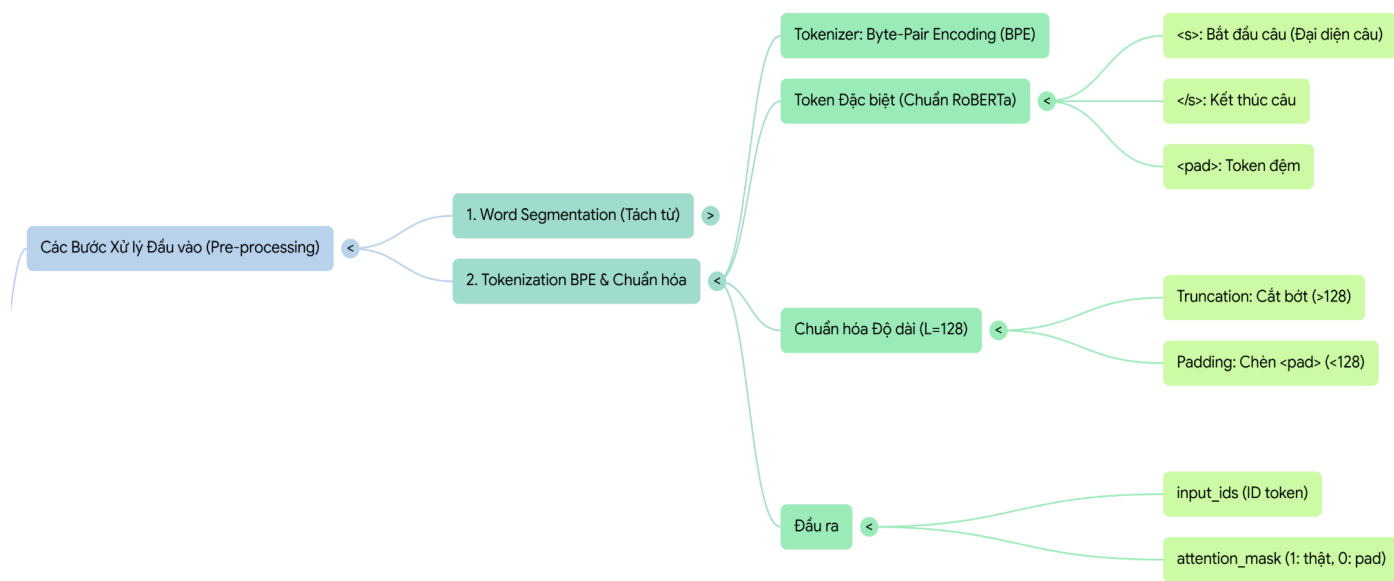 Các Bước Xử lý Đầu vào (Pre-processing)
<
1. Word Segmentation (Tách từ)
>
2. Tokenization BPE & Chuẩn hóa
<
Tokenizer: Byte-Pair Encoding (BPE)
Token Đặc biệt (Chuẩn RoBERTa)
<
<s>: Bắt đầu câu (Đại diện câu)
</s>: Kết thúc câu
<pad>: Token đệm
Chuẩn hóa Độ dài (L=128)
<
Truncation: Cắt bớt (>128)
Padding: Chèn <pad> (<128)
Đầu ra
<
input_ids (ID token)
attention_mask (1: thật, 0: pad)